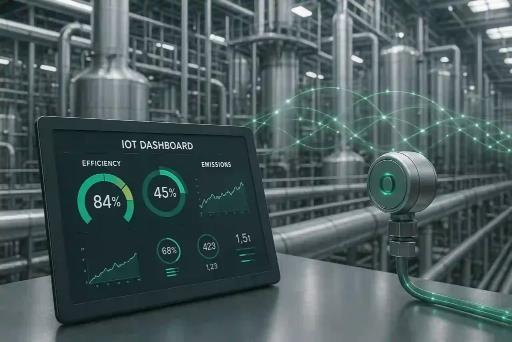 IOT DASHBOARD
EFFICIENCY
EMISSIONS
84%
45%
68%
423
1,5t
1,23